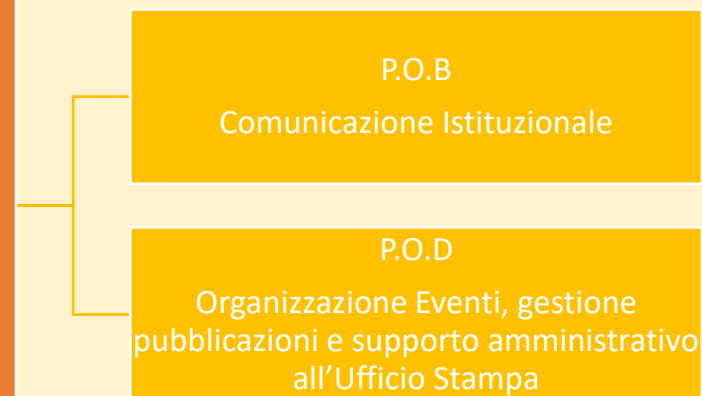 P.O.B
Comunicazione Istituzionale
P.O.D
Organizzazione Eventi, gestione
pubblicazioni e supporto amministrativo
all’Ufficio Stampa